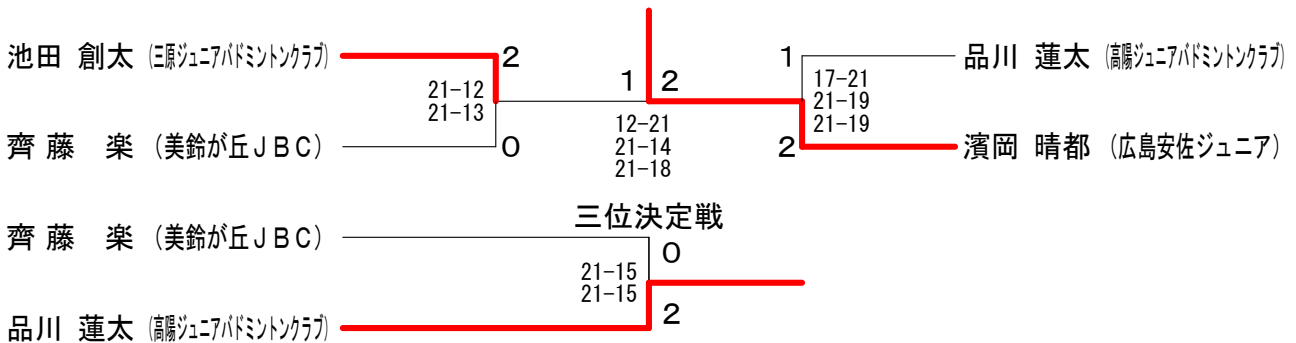 池田 創太 (三原ジュニアバドミントンクラブ)
2
21-12
21-13
齊藤 楽 (美鈴が丘JBC)
0
1 2
12-21
21-14
21-18
1
品川 蓮太 (高陽ジュニアバドミントンクラブ)
17-21
21-19
21-19
2
濱岡 晴都 (広島安佐ジュニア)
三位決定戦
齊藤 楽 (美鈴が丘JBC)
0
21-15
21-15
2
品川 蓮太 (高陽ジュニアバドミントンクラブ)